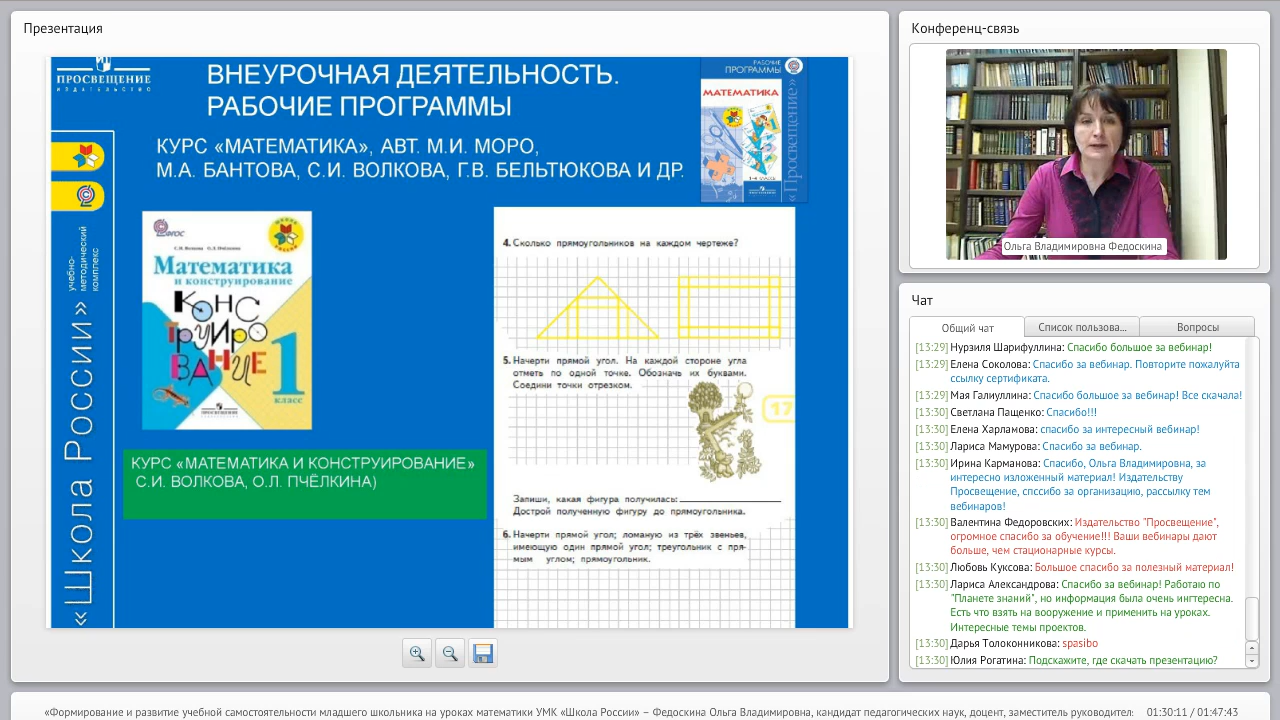 Презентация
ПРОСВЕЩЕНИЕ
ИЗДАТЕЛЬСТВО
ВНЕУРОЧНАЯ ДЕЯТЕЛЬНОСТЬ.
РАБОЧИЕ ПРОГРАММЫ
КУРС «МАТЕМАТИКА», АВТ. М.И. МОРО,
М.А. БАНТОВА, С.И. ВОЛКОВА, Г.В. БЕЛЬТЮКОВА И ДР.
РАБОЧИЕ
ПРОГРАММЫ
МАТЕМАТИКА
«Просвещение»
1–4 КЛАССЫ
учебно-
методический
комплекс
«Школа России»
ФГОС
С.И. Волкова О.Л. Пчёлкина
Математика
и конструирование
Конструирование
1
класс
ПРОСВЕЩЕНИЕ
КУРС «МАТЕМАТИКА И КОНСТРУИРОВАНИЕ»
С.И. ВОЛКОВА, О.Л. ПЧЁЛКИНА)
4. Сколько прямоугольников на каждом чертеже?
5. Начерти прямой угол. На каждой стороне угла
отметь по одной точке. Обозначь их буквами.
Соедини точки отрезком.
17
Запиши, какая фигура получилась:
Дострой полученную фигуру до прямоугольника.
6. Начерти прямой угол; ломаную из трёх звеньев,
имеющую один прямой угол; треугольник с пря-
мым углом; прямоугольник.
Конференц-связь
Ольга Владимировна Федоскина
Чат
Общий чат
Список пользова...
Вопросы
[13:29] Нурзиля Шарифуллина: Спасибо большое за вебинар!
[13:29] Елена Соколова: Спасибо за вебинар. Повторите пожалуйта
ссылку сертификата.
[13:29] Мая Галиуллина: Спасибо большое за вебинар! Все скачала!
[13:30] Светлана Пащенко: Спасибо!!!
[13:30] Елена Харламова: спасибо за интересный вебинар!
[13:30] Лариса Мамурова: Спасибо за вебинар.
[13:30] Ирина Карманова: Спасибо, Ольга Владимировна, за
интересно изложенный материал! Издательству
Просвещение, спссибо за организацию, рассылку тем
вебинаров!
[13:30] Валентина Федоровских: Издательство "Просвещение",
огромное спасибо за обучение!!! Ваши вебинары дают
больше, чем стационарные курсы.
[13:30] Любовь Куксова: Большое спасибо за полезный материал!
[13:30] Лариса Александрова: Спасибо за вебинар! Работаю по
"Планете знаний", но информация была очень инттересна.
Есть что взять на вооружение и применить на уроках.
Интересные темы проектов.
[13:30] Дарья Толоконникова: spasibo
[13:30] Юлия Рогатина: Подскажите, где скачать презентацию?
«Формирование и развитие учебной самостоятельности младшего школьника на уроках математики УМК «Школа России» – Федоскина Ольга Владимировна, кандидат педагогических наук, доцент, заместитель руководител
01:30:11 / 01:47:43